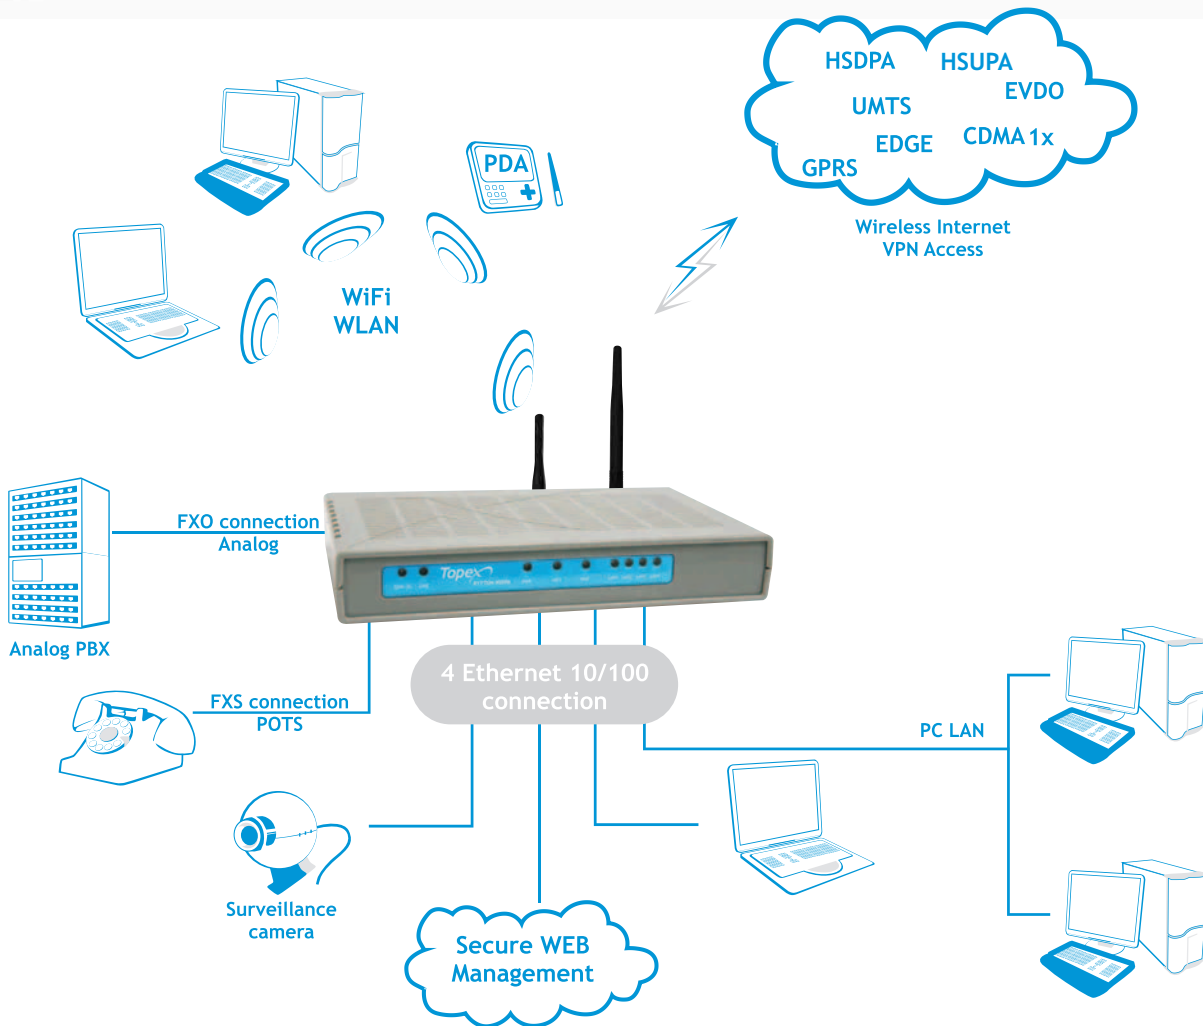 HSDPA
HSUPA
EVDO
UMTS
EDGE
CDMA 1x
GPRS
Wireless Internet
VPN Access
PDA
WiFi
WLAN
FXO connection
Analog
Topex
Analog PBX
4 Ethernet 10/100
connection
FXS connection
POTS
PC LAN
Surveillance
camera
Secure WEB
Management